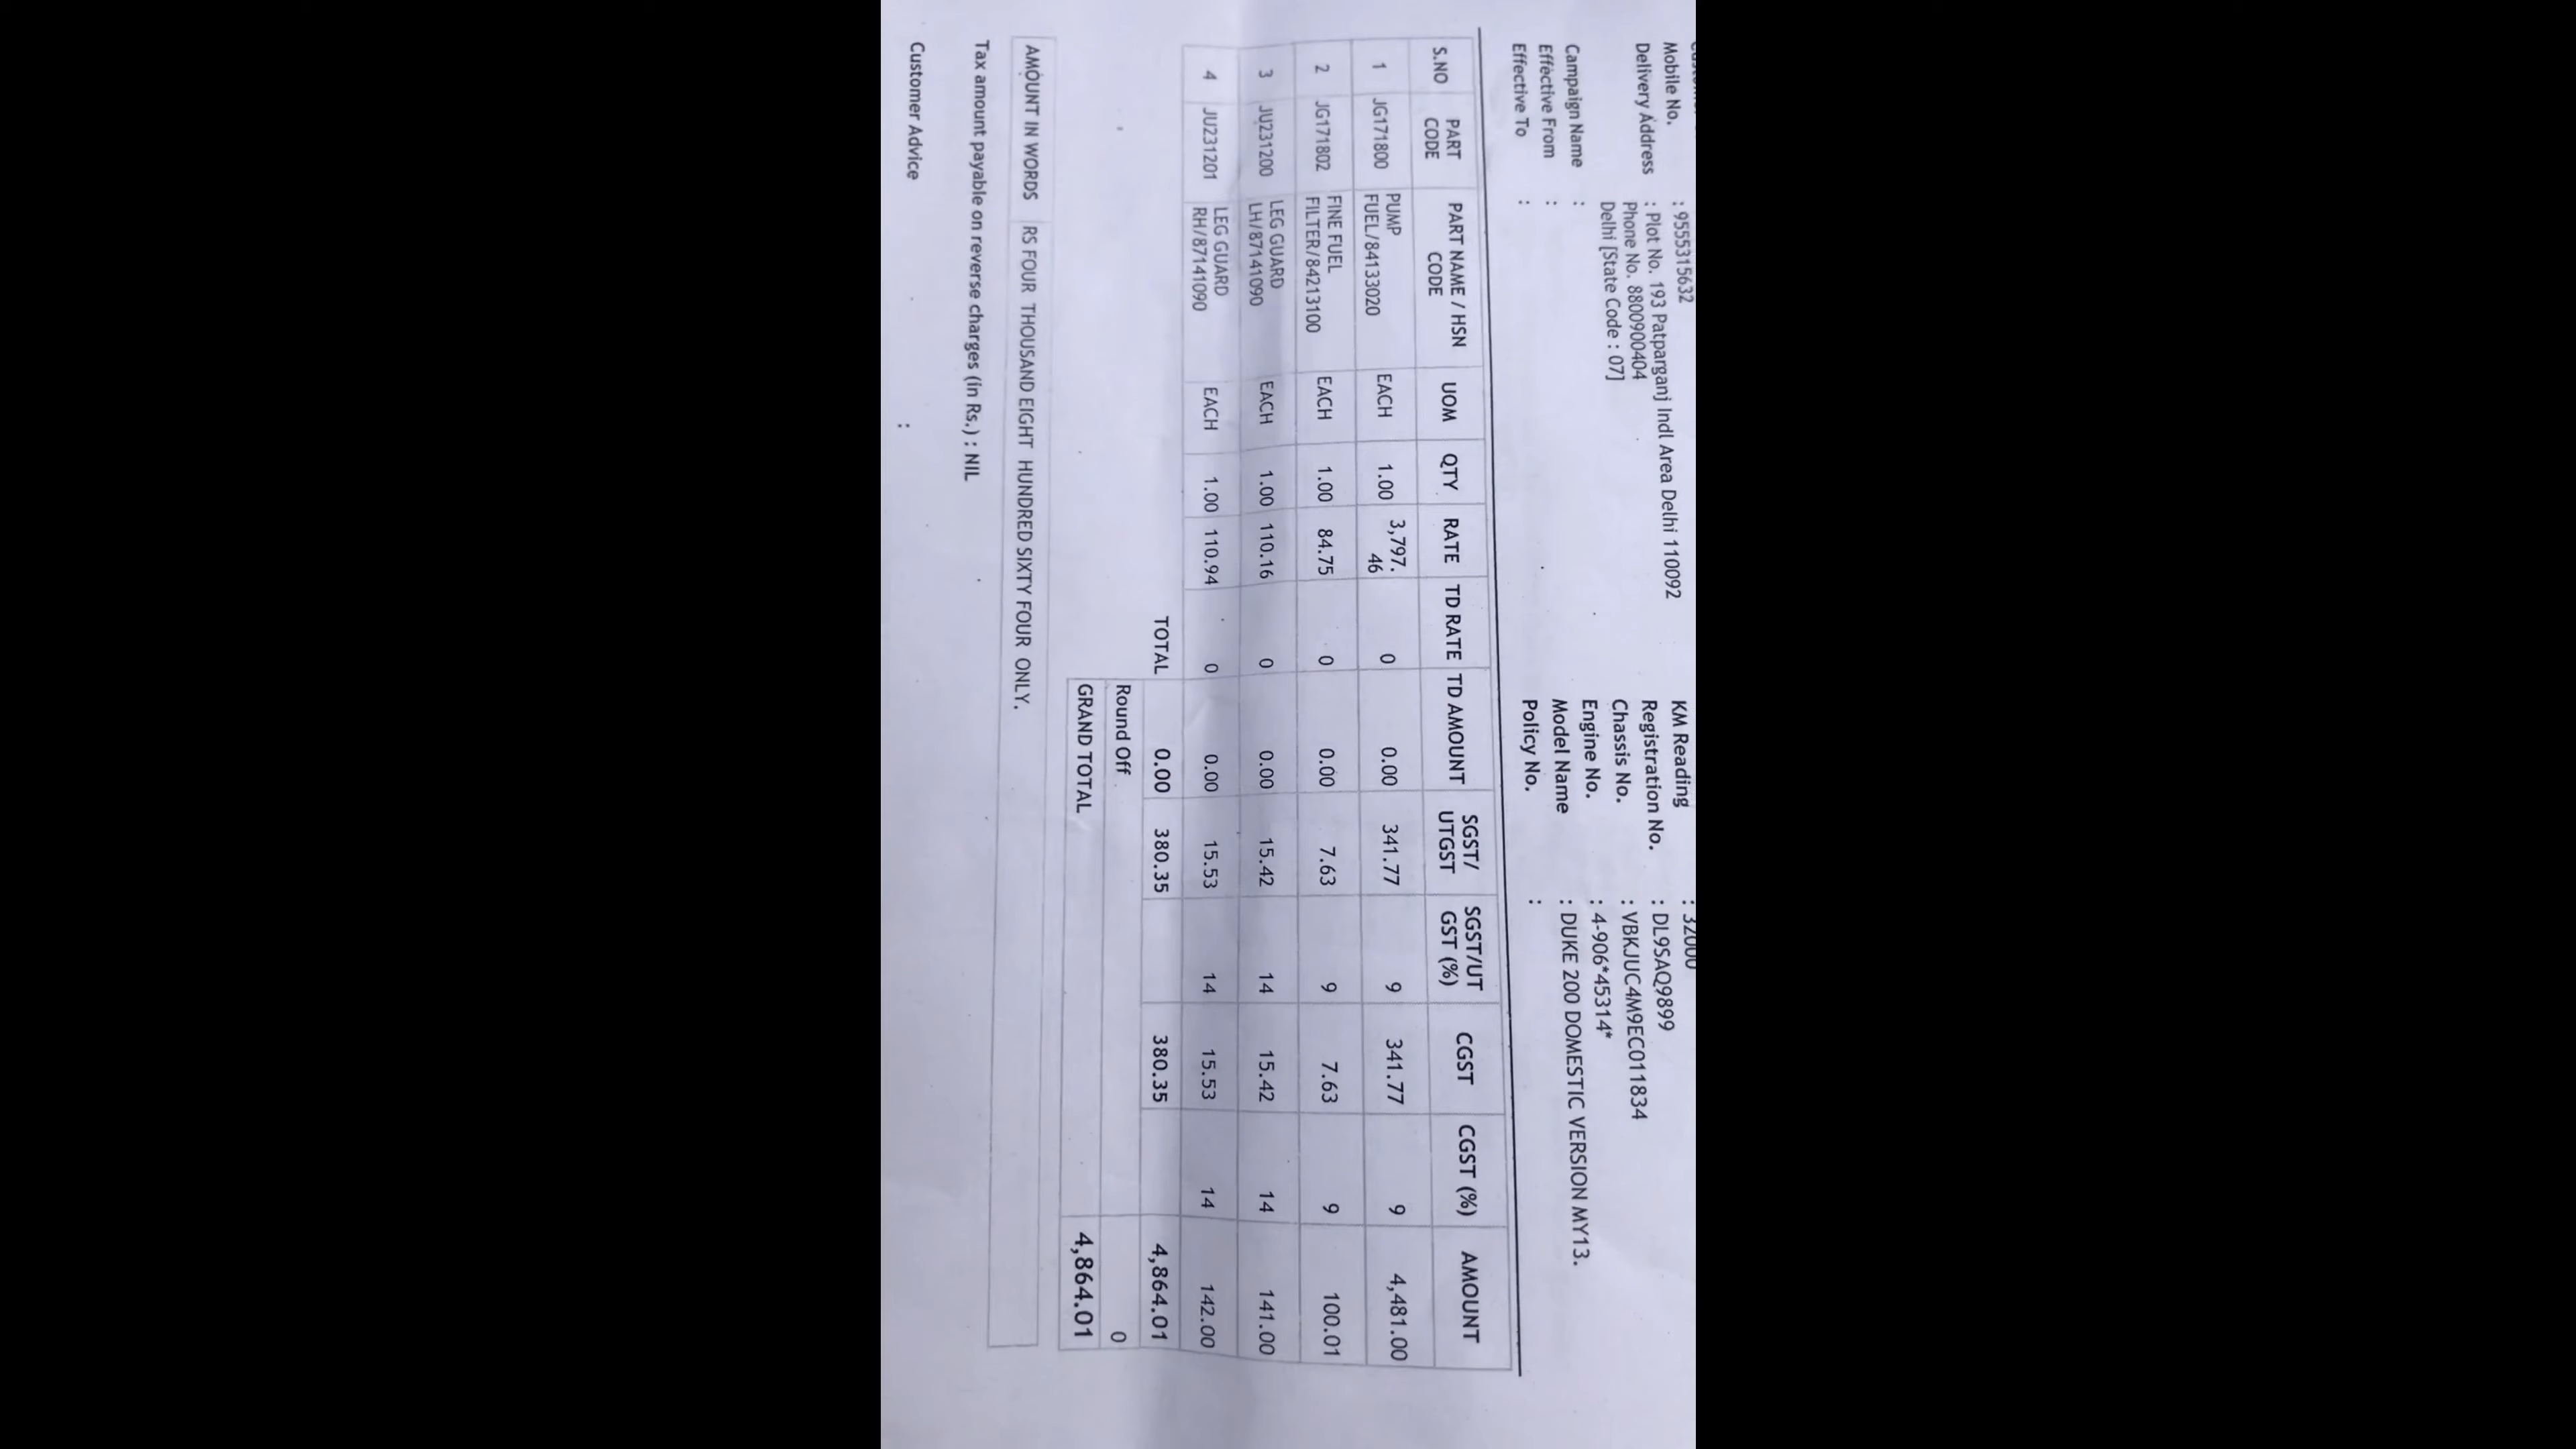 Mobile No. : 9555315632
Delivery Address : Plot No. 193 Patparganj Indl Area Delhi 110092
Phone No. 8800900404
Delhi [State Code : 07]
Campaign Name :
Effective From :
Effective To :
KM Reading : 32000
Registration No. : DL9SAQ9899
Chassis No. : VBKJUC4M9EC011834
Engine No. : 4-906*45314*
Model Name : DUKE 200 DOMESTIC VERSION MY13.
Policy No. :
S.NO PART CODE PART NAME / HSN CODE UOM QTY RATE TD RATE TD AMOUNT SGST/ UTGST SGST/UT GST (%) CGST CGST (%) AMOUNT
1 JG171800 PUMP FUEL/84133020 EACH 1.00 3,797.46 0 0.00 341.77 9 341.77 9 4,481.00
2 JG171802 FINE FUEL FILTER/84213100 EACH 1.00 84.75 0 0.00 7.63 9 7.63 9 100.01
3 JU231200 LEG GUARD LH/87141090 EACH 1.00 110.16 0 0.00 15.42 14 15.42 14 141.00
4 JU231201 LEG GUARD RH/87141090 EACH 1.00 110.94 0 0.00 15.53 14 15.53 14 142.00
TOTAL 0.00 380.35 380.35 4,864.01
Round Off 0
GRAND TOTAL 4,864.01
AMOUNT IN WORDS RS FOUR THOUSAND EIGHT HUNDRED SIXTY FOUR ONLY.
Tax amount payable on reverse charges (in Rs.) : NIL
Customer Advice :